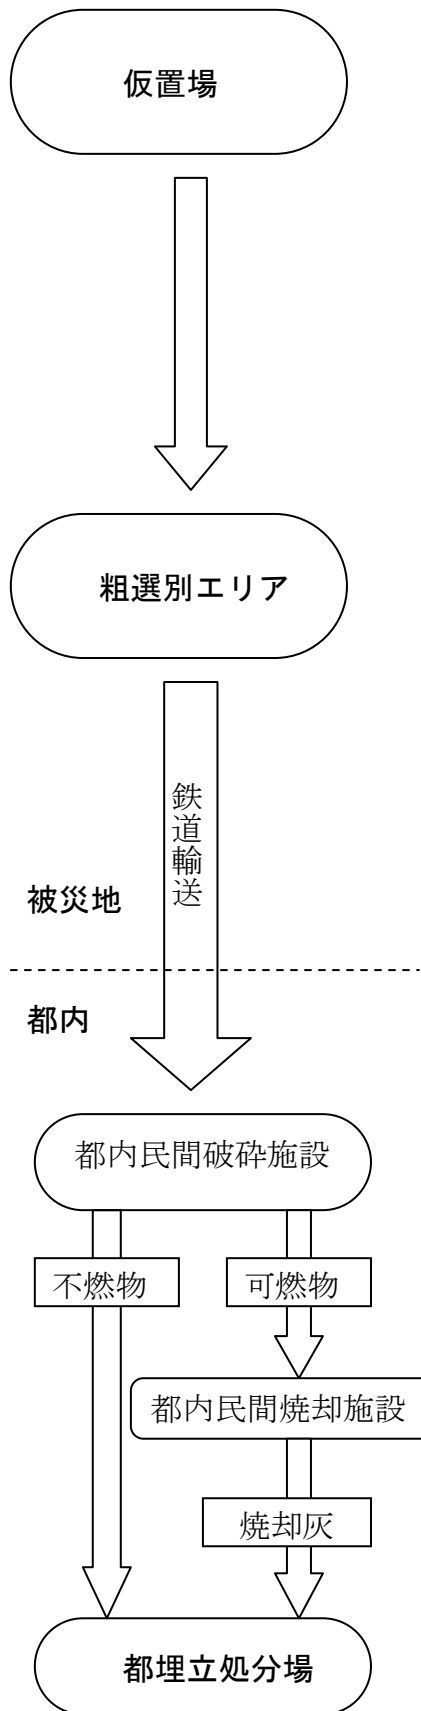 仮置場
粗選別エリア
鉄道輸送
被災地
都内
都内民間破砕施設
不燃物
可燃物
都内民間焼却施設
焼却灰
都埋立処分場